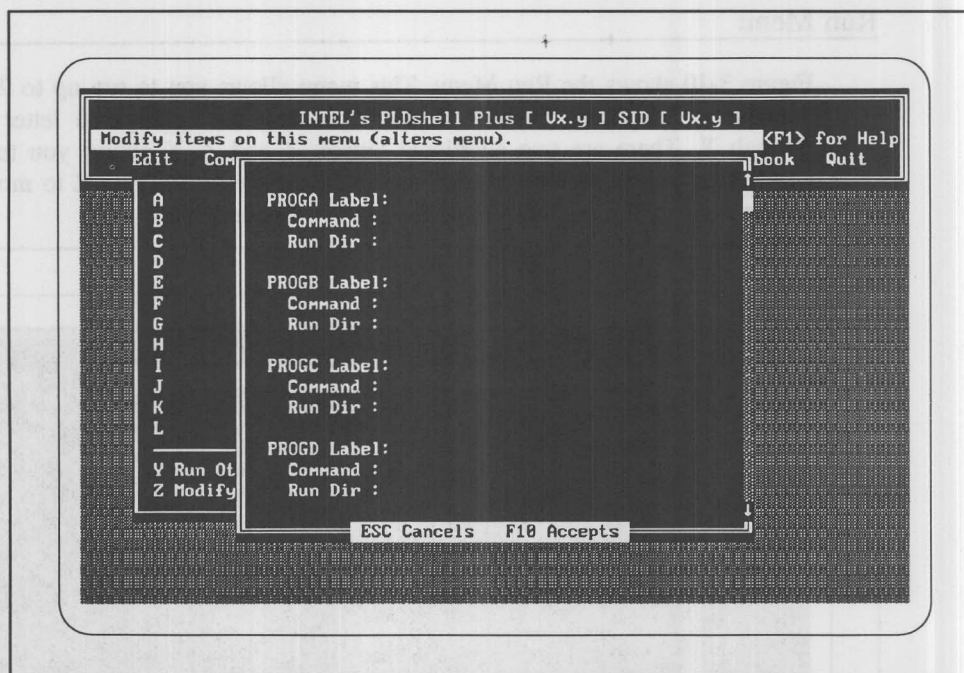 INTEL's PLDshell Plus [ Vx.y ] SID [ Vx.y ]
Modify items on this menu (alters menu).
<F1> for Help
Edit Com book Quit
A
B
C
D
E
F
G
H
I
J
K
L
Y Run Ot
Z Modify
PROGA Label:
Command :
Run Dir :
PROGB Label:
Command :
Run Dir :
PROGC Label:
Command :
Run Dir :
PROGD Label:
Command :
Run Dir :
ESC Cancels F10 Accepts